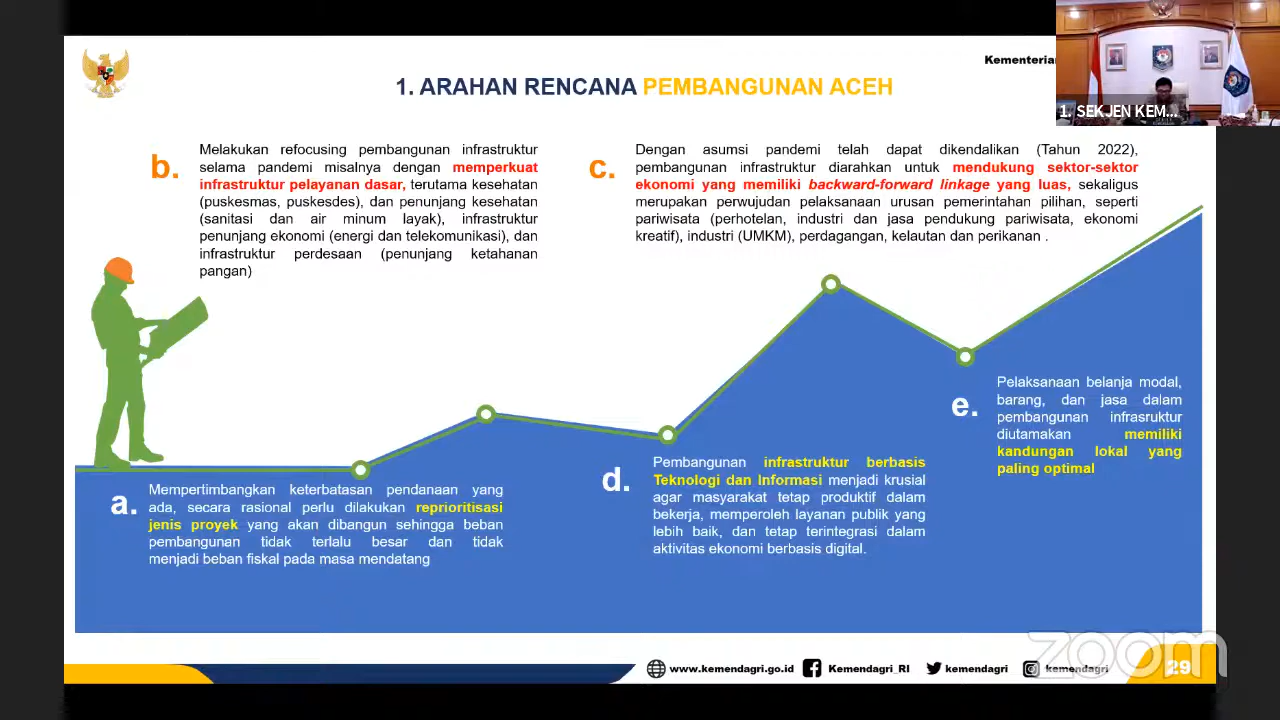 Kementerian
1. ARAHAN RENCANA PEMBANGUNAN ACEH
1. SEKJEN KEM...
b.
Melakukan refocusing pembangunan infrastruktur
selama pandemi misalnya dengan memperkuat
infrastruktur pelayanan dasar, terutama kesehatan
(puskesmas, puskesdes), dan penunjang kesehatan
(sanitasi dan air minum layak), infrastruktur
penunjang ekonomi (energi dan telekomunikasi), dan
infrastruktur perdesaan (penunjang ketahanan
pangan)
c.
Dengan asumsi pandemi telah dapat dikendalikan (Tahun 2022),
pembangunan infrastruktur diarahkan untuk mendukung sektor-sektor
ekonomi yang memiliki backward-forward linkage yang luas, sekaligus
merupakan perwujudan pelaksanaan urusan pemerintahan pilihan, seperti
pariwisata (perhotelan, industri dan jasa pendukung pariwisata, ekonomi
kreatif), industri (UMKM), perdagangan, kelautan dan perikanan .
a.
Mempertimbangkan keterbatasan pendanaan yang
ada, secara rasional perlu dilakukan reprioritisasi
jenis proyek yang akan dibangun sehingga beban
pembangunan tidak terlalu besar dan tidak
menjadi beban fiskal pada masa mendatang
d.
Pembangunan infrastruktur berbasis
Teknologi dan Informasi menjadi krusial
agar masyarakat tetap produktif dalam
bekerja, memperoleh layanan publik yang
lebih baik, dan tetap terintegrasi dalam
aktivitas ekonomi berbasis digital.
e.
Pelaksanaan belanja modal,
barang, dan jasa dalam
pembangunan infrasruktur
diutamakan memiliki
kandungan lokal yang
paling optimal
www.kemendagri.go.id Kemendagri_RI kemendagri kemendagri 29
zoom